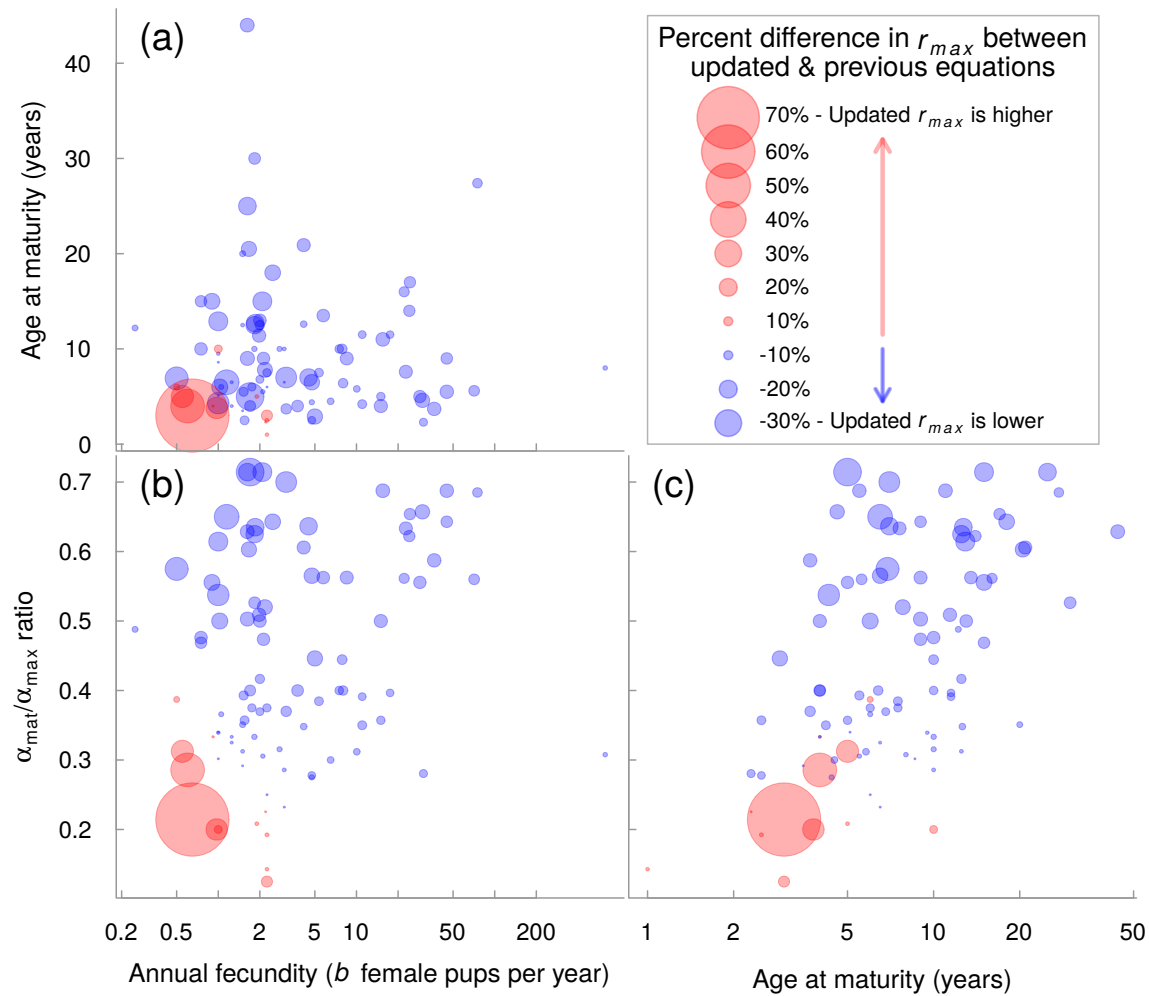 (a)
Age at maturity (years)
40
30
20
10
0
Percent difference in r max between
updated & previous equations
70% - Updated r max is higher
60%
50%
40%
30%
20%
10%
-10%
-20%
-30% - Updated r max is lower
(b)
αmat/αmax ratio
0.7
0.6
0.5
0.4
0.3
0.2
(c)
0.2 0.5 2 5 10 50 200
Annual fecundity (b female pups per year)
1 2 5 10 20 50
Age at maturity (years)